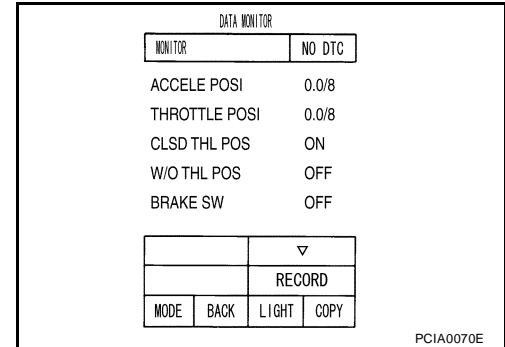 DATA MONITOR
MONITOR NO DTC
ACCELE POSI 0.0/8
THROTTLE POSI 0.0/8
CLSD THL POS ON
W/O THL POS OFF
BRAKE SW OFF
▽
RECORD
MODE BACK LIGHT COPY
PCIA0070E